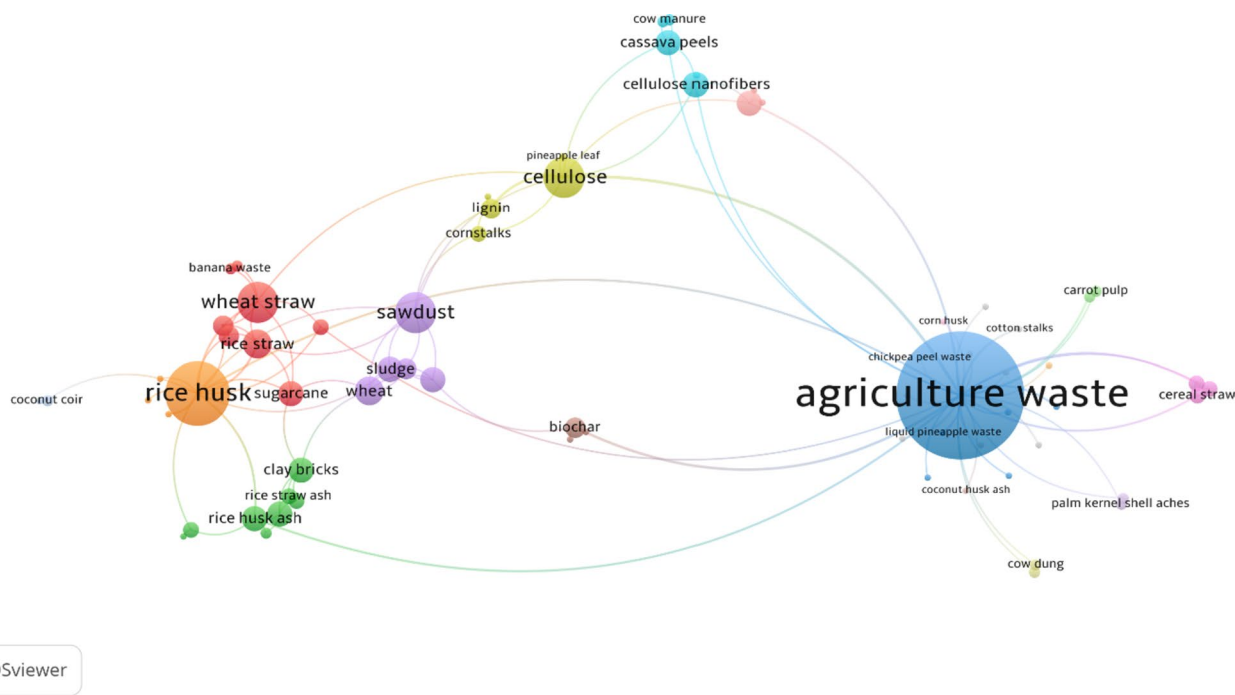 cow manure
cassava peels
cellulose nanofibers
pineapple leaf
cellulose
lignin
cornstalks
banana waste
wheat straw
sawdust
rice straw
sludge
rice husk
sugarcane
wheat
coconut coir
biochar
clay bricks
rice straw ash
rice husk ash
carrot pulp
corn husk
cotton stalks
chickpea peel waste
agriculture waste
cereal straw
liquid pineapple waste
coconut husk ash
palm kernel shell aches
cow dung
Sviewer